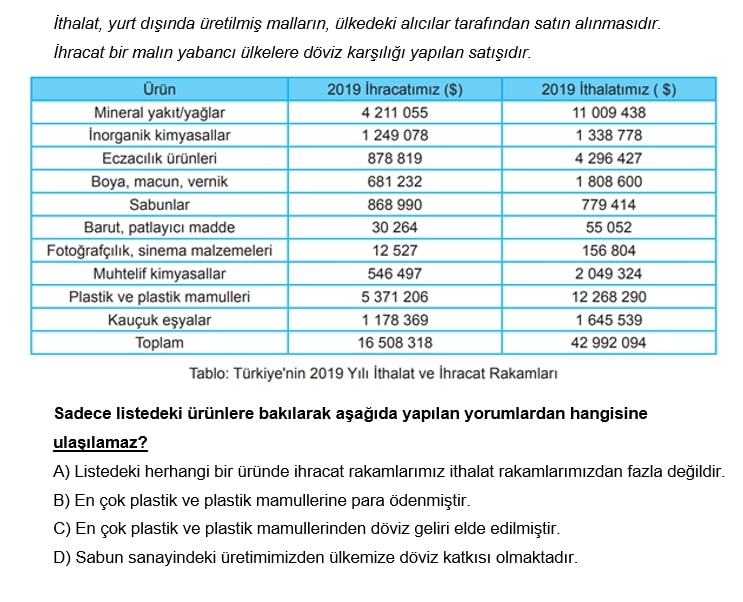 İthalat, yurt dışında üretilmiş malların, ülkedeki alıcılar tarafından satın alınmasıdır.
İhracat bir malın yabancı ülkelere döviz karşılığı yapılan satışıdır.
Ürün 2019 İhracatımız ($) 2019 İthalatımız ( $)
Mineral yakıt/yağlar 4 211 055 11 009 438
İnorganik kimyasallar 1 249 078 1 338 778
Eczacılık ürünleri 878 819 4 296 427
Boya, macun, vernik 681 232 1 808 600
Sabunlar 868 990 779 414
Barut, patlayıcı madde 30 264 55 052
Fotoğrafçılık, sinema malzemeleri 12 527 156 804
Muhtelif kimyasallar 546 497 2 049 324
Plastik ve plastik mamulleri 5 371 206 12 268 290
Kauçuk eşyalar 1 178 369 1 645 539
Toplam 16 508 318 42 992 094
Tablo: Türkiye'nin 2019 Yılı İthalat ve İhracat Rakamları
Sadece listedeki ürünlere bakılarak aşağıda yapılan yorumlardan hangisine
ulaşılamaz?
A) Listedeki herhangi bir üründe ihracat rakamlarımız ithalat rakamlarımızdan fazla değildir.
B) En çok plastik ve plastik mamullerine para ödenmiştir.
C) En çok plastik ve plastik mamullerinden döviz geliri elde edilmiştir.
D) Sabun sanayindeki üretimimizden ülkemize döviz katkısı olmaktadır.